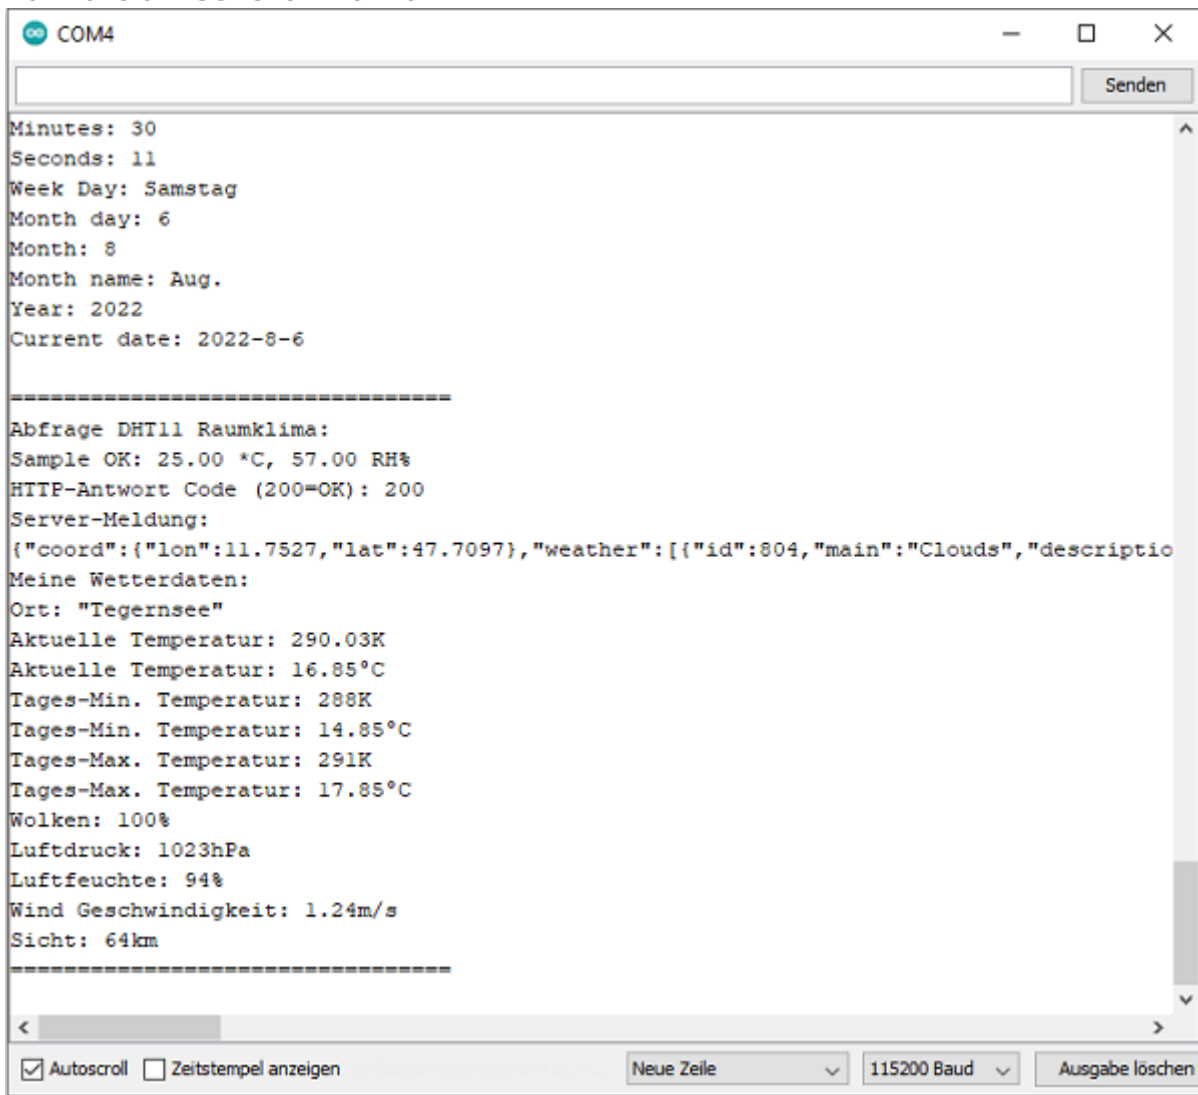 COM4
Senden
Minutes: 30
Seconds: 11
Week Day: Samstag
Month day: 6
Month: 8
Month name: Aug.
Year: 2022
Current date: 2022-8-6
=================================
Abfrage DHT11 Raumklima:
Sample OK: 25.00 *C, 57.00 RH%
HTTP-Antwort Code (200=OK): 200
Server-Meldung:
{"coord":{"lon":11.7527,"lat":47.7097},"weather":[{"id":804,"main":"Clouds","descriptio
Meine Wetterdaten:
Ort: "Tegernsee"
Aktuelle Temperatur: 290.03K
Aktuelle Temperatur: 16.85°C
Tages-Min. Temperatur: 288K
Tages-Min. Temperatur: 14.85°C
Tages-Max. Temperatur: 291K
Tages-Max. Temperatur: 17.85°C
Wolken: 100%
Luftdruck: 1023hPa
Luftfeuchte: 94%
Wind Geschwindigkeit: 1.24m/s
Sicht: 64km
=================================
Autoscroll Zeitstempel anzeigen Neue Zeile 115200 Baud Ausgabe löschen